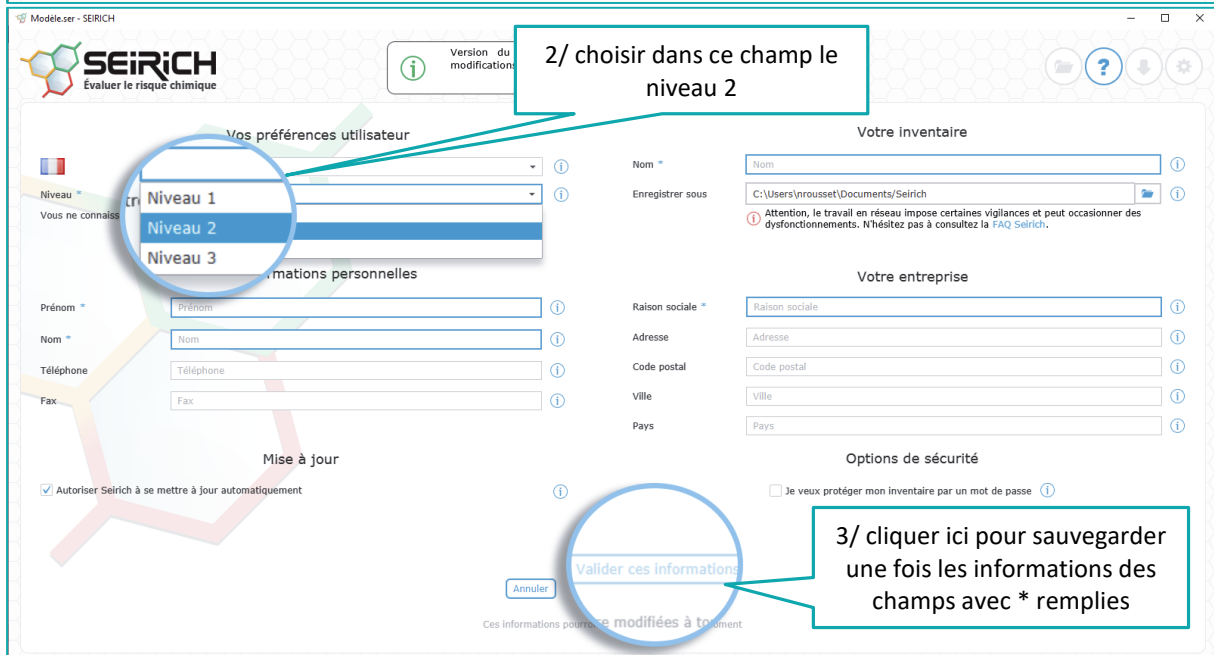 Modèle.ser - SEIRICH
SEiRiCH
Évaluer le risque chimique
Version du
modifications
2/ choisir dans ce champ le
niveau 2
Vos préférences utilisateur
Votre inventaire
Nom *
Nom
Niveau *
Niveau 1
Niveau 2
Niveau 3
Vous ne connaiss
Enregistrer sous
C:\Users\nrousset\Documents/Seirich
Attention, le travail en réseau impose certaines vigilances et peut occasionner des
dysfonctionnements. N'hésitez pas à consultez la FAQ Seirich.
rmations personnelles
Votre entreprise
Prénom *
Prénom
Raison sociale *
Raison sociale
Nom *
Nom
Adresse
Adresse
Téléphone
Téléphone
Code postal
Code postal
Fax
Fax
Ville
Ville
Pays
Pays
Mise à jour
Options de sécurité
Autoriser Seirich à se mettre à jour automatiquement
Je veux protéger mon inventaire par un mot de passe
3/ cliquer ici pour sauvegarder
une fois les informations des
champs avec * remplies
Valider ces informations
Annuler
Ces informations pourro
re modifiées à to
oment